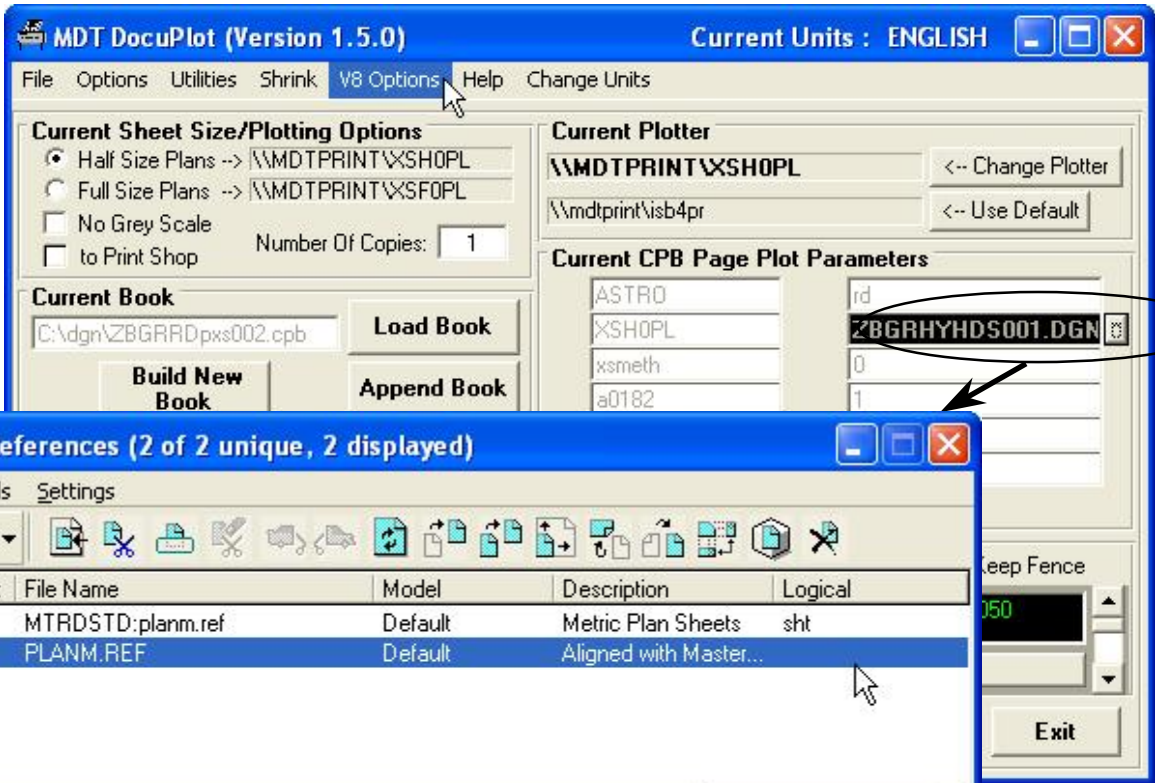 MDT DocuPlot (Version 1.5.0) Current Units : ENGLISH
File Options Utilities Shrink V8 Options Help Change Units
Current Sheet Size/Plotting Options
Half Size Plans --> \\MDTPRINT\XSH0PL
Full Size Plans --> \\MDTPRINT\XSF0PL
No Grey Scale
to Print Shop
Number Of Copies: 1
Current Plotter
\\MDTPRINT\XSH0PL <-- Change Plotter
\\mdtprint\isb4pr <-- Use Default
Current Book
C:\dgn\ZBGRRDpxs002.cpb
Load Book
Build New
Book
Append Book
Current CPB Page Plot Parameters
ASTRO rd
XSH0PL ZBGRHYHDS001.DGN
xsmeth 0
a0182 1
eferences (2 of 2 unique, 2 displayed)
ls Settings
File Name Model Description Logical
MTRDSTD:planm.ref Default Metric Plan Sheets sht
PLANM.REF Default Aligned with Master...
Keep Fence
050
Exit